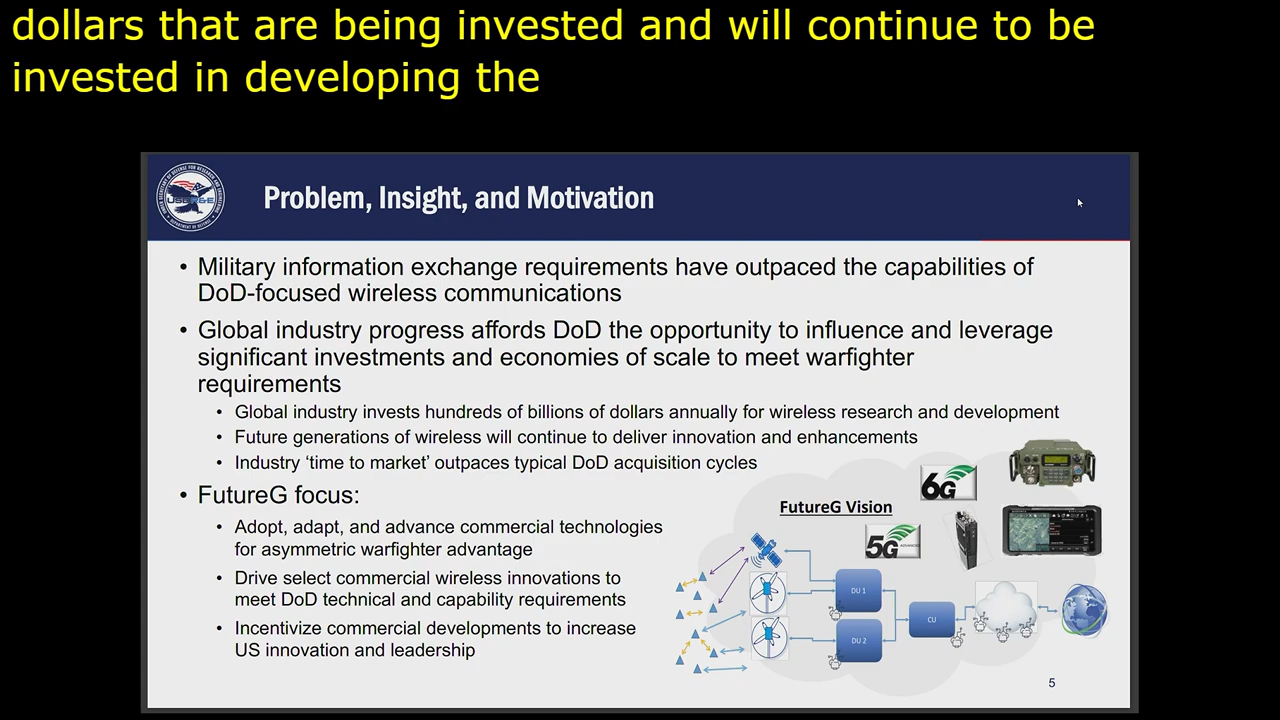 dollars that are being invested and will continue to be
invested in developing the
Problem, Insight, and Motivation
• Military information exchange requirements have outpaced the capabilities of
DoD-focused wireless communications
• Global industry progress affords DoD the opportunity to influence and leverage
significant investments and economies of scale to meet warfighter
requirements
• Global industry invests hundreds of billions of dollars annually for wireless research and development
• Future generations of wireless will continue to deliver innovation and enhancements
• Industry ‘time to market’ outpaces typical DoD acquisition cycles
• FutureG focus:
• Adopt, adapt, and advance commercial technologies
for asymmetric warfighter advantage
• Drive select commercial wireless innovations to
meet DoD technical and capability requirements
• Incentivize commercial developments to increase
US innovation and leadership
FutureG Vision
6G
5G ADVANCED
DU 1
DU 2
CU
5